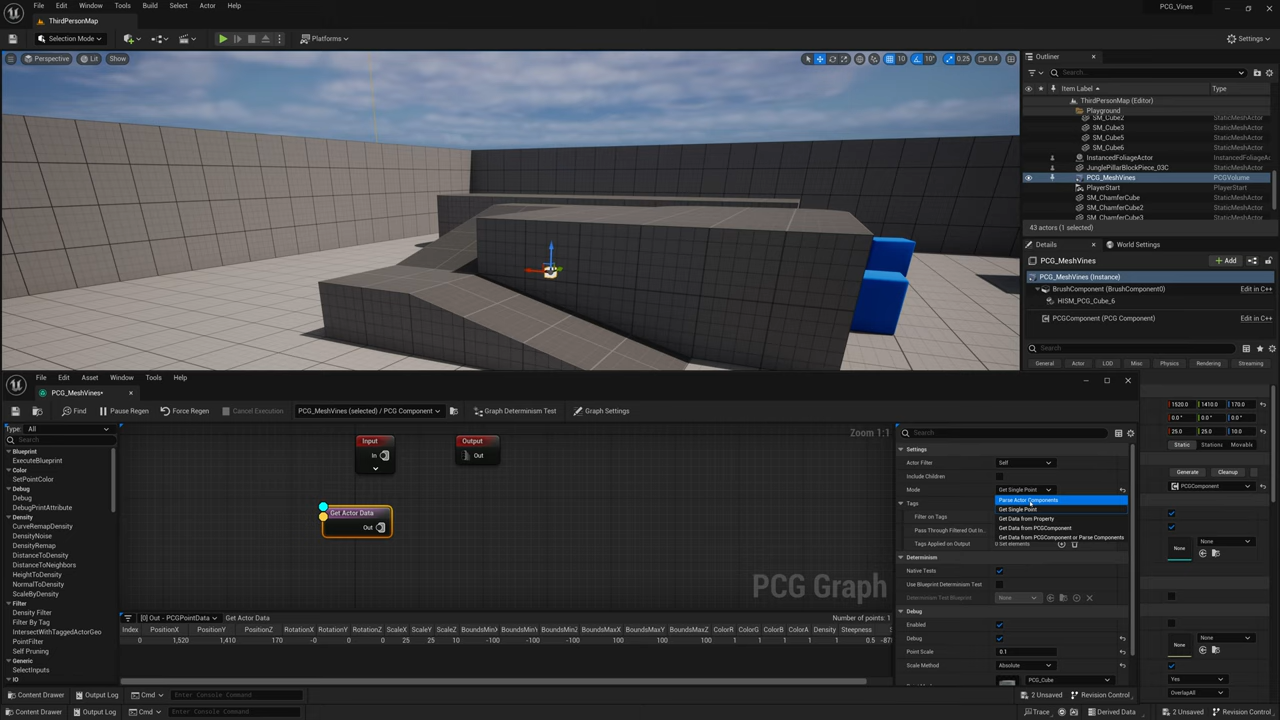 File Edit Window Tools Build Select Actor Help
PCG_Vines
ThirdPersonMap
Selection Mode
Platforms
Settings
Perspective
Lit
Show
10
10°
0.25
0.4
Outliner
Search...
Item Label
Type
ThirdPersonMap (Editor)
Playground
SM_Cube2 StaticMeshActor
SM_Cube3 StaticMeshActor
SM_Cube5 StaticMeshActor
SM_Cube6 StaticMeshActor
InstancedFoliageActor InstancedFoliageA
JunglePillarBlockPiece_03C StaticMeshActor
PCG_MeshVines PCGVolume
PlayerStart PlayerStart
SM_ChamferCube StaticMeshActor
SM_ChamferCube2 StaticMeshActor
SM_ChamferCube3 StaticMeshActor
43 actors (1 selected)
Details
World Settings
PCG_MeshVines
Add
PCG_MeshVines (Instance)
BrushComponent (BrushComponent0) Edit in C++
HISM_PCG_Cube_6
PCGComponent (PCG Component) Edit in C++
Search
General Actor LOD Misc Physics Rendering Streaming
File Edit Asset Window Tools Help
PCG_MeshVines•
Find
Pause Regen
Force Regen
Cancel Execution
PCG_MeshVines (selected) / PCG Component
Graph Determinism Test
Graph Settings
Type: All
Search
Blueprint
ExecuteBlueprint
Color
SetPointColor
Debug
Debug
DebugPrintAttribute
Density
CurveRemapDensity
DensityNoise
DensityRemap
DistanceToDensity
DistanceToNeighbors
HeightToDensity
NormalToDensity
ScaleByDensity
Filter
Density Filter
Filter By Tag
IntersectWithTaggedActorGeo
PointFilter
Self Pruning
Generic
SelectInputs
IO
Zoom 1:1
Input
In
Output
Out
Get Actor Data
Out
PCG Graph
[0] Out - PCGPointData
Get Actor Data
Number of points: 1
Index PositionX PositionY PositionZ RotationX RotationY RotationZ ScaleX ScaleY ScaleZ BoundsMinX BoundsMinY BoundsMinZ BoundsMaxX BoundsMaxY BoundsMaxZ ColorR ColorG ColorB ColorA Density Steepness
0 1,520 1,410 170 -0 0 0 25 25 10 -100 -100 -100 100 100 100 1 1 1 1 1 0.5
Search
Settings
Actor Filter Self
Include Children
Mode Get Single Point
Parse Actor Components
Get Single Point
Get Data from Property
Get Data from PCGComponent
Get Data from PCGComponent or Parse Components
Tags
Filter on Tags
Pass Through Filtered Out In...
Tags Applied on Output 0 Set elements
Determinism
Native Tests
Use Blueprint Determinism Test
Determinism Test Blueprint None
Debug
Enabled
Debug
Point Scale 0.1
Scale Method Absolute
PCG_Cube
1520.0 1410.0 170.0
0.0 ° 0.0 ° 0.0 °
25.0 25.0 10.0
Static Stationa Movable
Generate Cleanup
PCGComponent
None
None
None
None
Yes
OverlapAll
Content Drawer Output Log Cmd Enter Console Command
2 Unsaved Revision Control
Content Drawer Output Log Cmd Enter Console Command
Trace Derived Data 2 Unsaved Revision Control